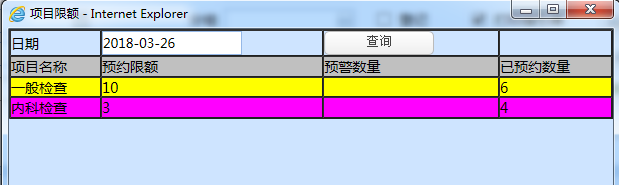 项目限额 - Internet Explorer
日期 2018-03-26 查询
项目名称 预约限额 预警数量 已预约数量
一般检查 10 6
内科检查 3 4